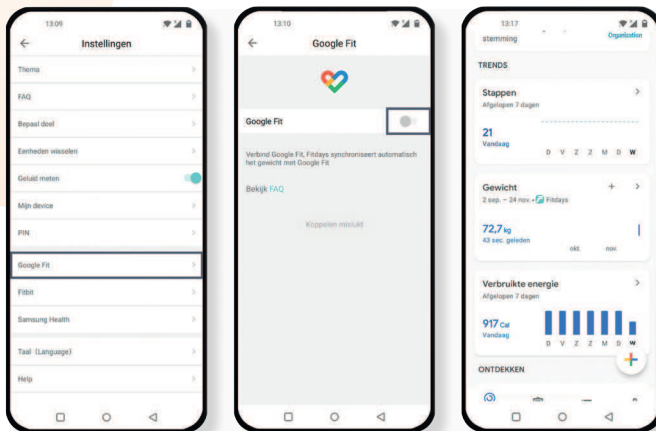 13:09
Instellingen
Thema
FAQ
Bepaal doel
Eenheden wisselen
Geluid meten
Mijn device
PIN
Google Fit
Fitbit
Samsung Health
Taal (Language)
Help
13:10
Google Fit
Google Fit
Verbind Google Fit, Fitdays synchroniseert automatisch
het gewicht met Google Fit
Bekijk FAQ
Koppelen mislukt
13:17
stemming
Organization
TRENDS
Stappen
Afgelopen 7 dagen
21
Vandaag
D V Z Z M D W
Gewicht
2 sep. – 24 nov. • Fitdays
72,7 kg
43 sec. geleden
okt. nov.
Verbruikte energie
Afgelopen 7 dagen
917 Cal
Vandaag
D V Z Z M D W
ONTDEKKEN